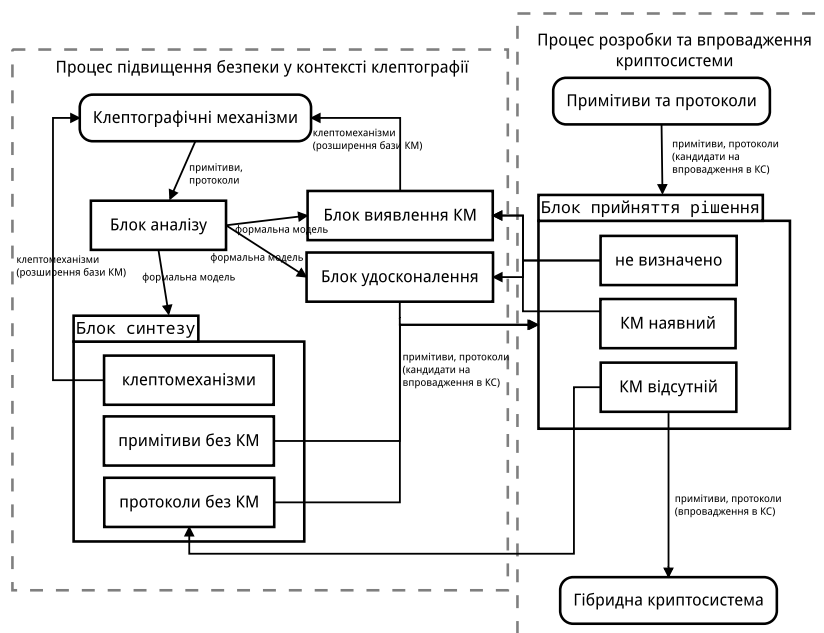 Процес підвищення безпеки у контексті клептографії
Клептографічні механізми
клептомеханізми
(розширення бази КМ)
примітиви,
протоколи
Блок аналізу
Блок виявлення КМ
формальна модель
формальна модель
Блок удосконалення
клептомеханізми
(розширення бази КМ)
формальна модель
Блок синтезу
клептомеханізми
примітиви без КМ
протоколи без КМ
примітиви, протоколи
(кандидати на
впровадження в КС)
Процес розробки та впровадження
криптосистеми
Примітиви та протоколи
примітиви, протоколи
(кандидати на
впровадження в КС)
Блок прийняття рішення
не визначено
КМ наявний
КМ відсутній
примітиви, протоколи
(впровадження в КС)
Гібридна криптосистема